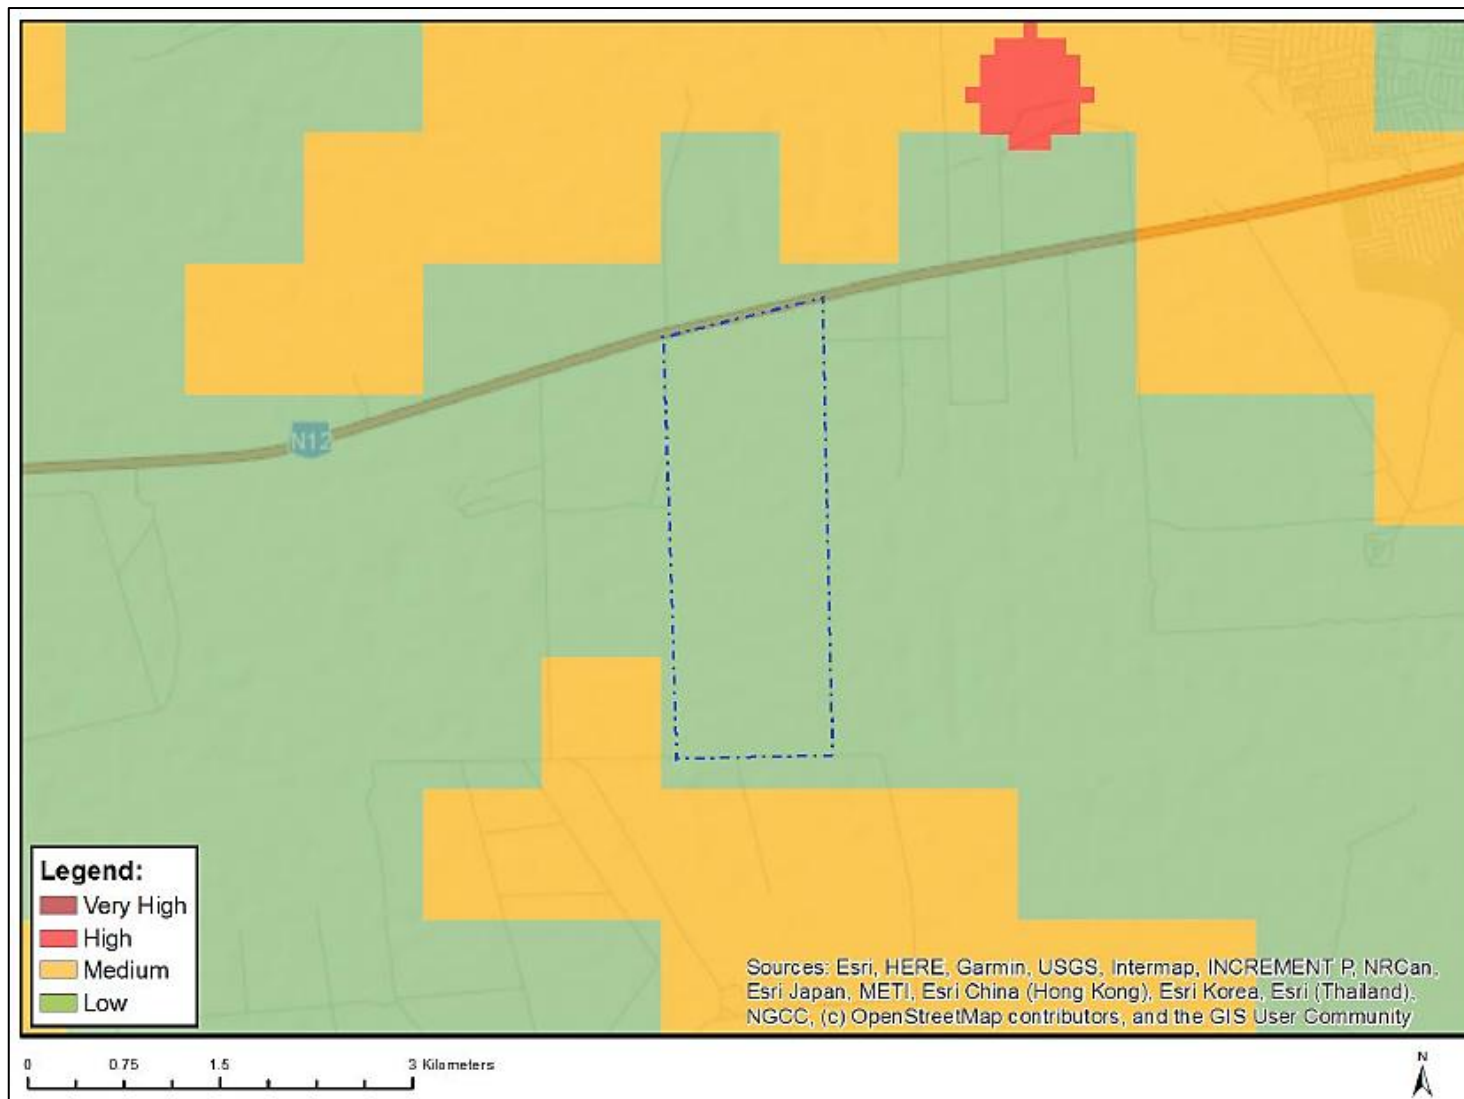 N12
Legend:
Very High
High
Medium
Low
Sources: Esri, HERE, Garmin, USGS, Intermap, INCREMENT P, NRCan,
Esri Japan, METI, Esri China (Hong Kong), Esri Korea, Esri (Thailand),
NGCC, (c) OpenStreetMap contributors, and the GIS User Community
0 0.75 1.5 3 Kilometers
N